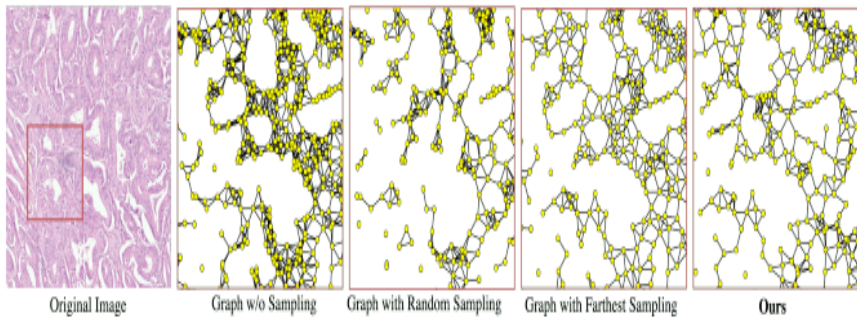 Original Image
Graph w/o Sampling
Graph with Random Sampling
Graph with Farthest Sampling
Ours